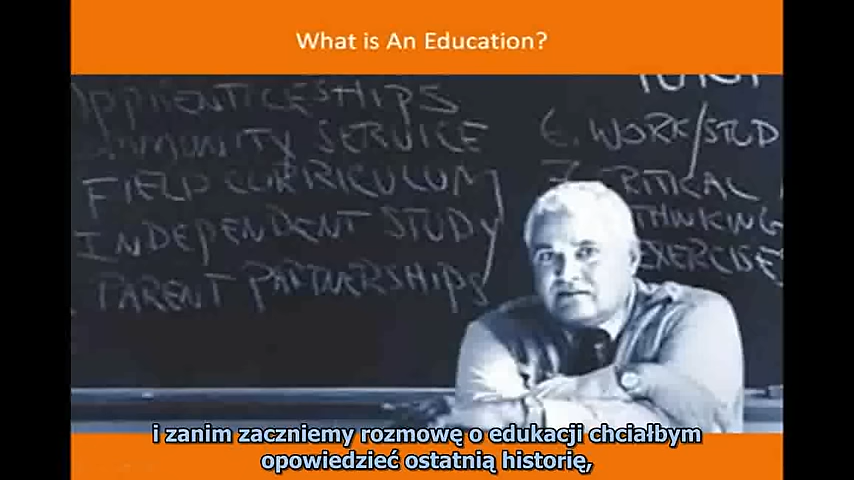 What is An Education?
APPRENTICESHIPS
COMMUNITY SERVICE
FIELD CURRICULUM
INDEPENDENT STUDY
PARENT PARTNERSHIPS
6. WORK/STUD
7. CRITICAL
THINKING
EXERCISES
i zanim zaczniemy rozmowę o edukacji chciałbym
opowiedzieć ostatnią historię,